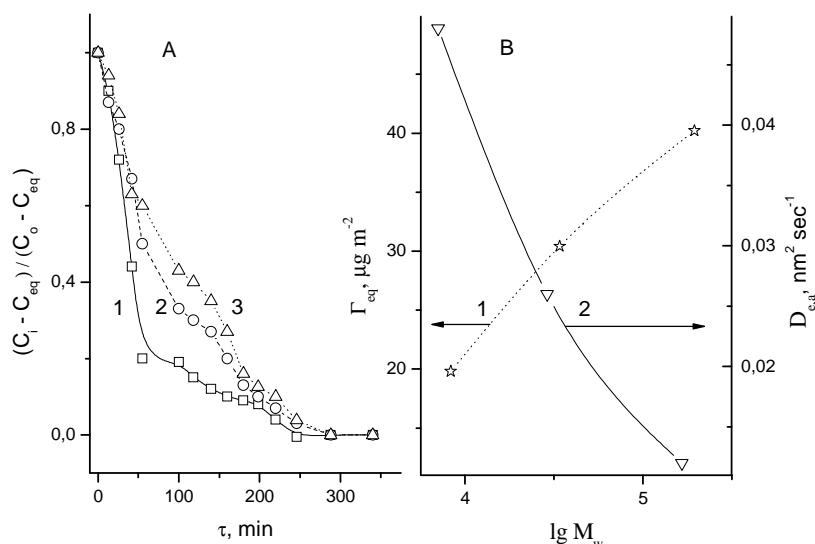 A
B
(C_i - C_eq) / (C_o - C_eq)
0,8
0,4
0,0
1
2
3
0
100
200
300
τ, min
Γ_eq, μg m^-2
40
30
20
1
2
4
5
lg M_w
0,04
0,03
0,02
D_e.a, nm^2 sec^-1